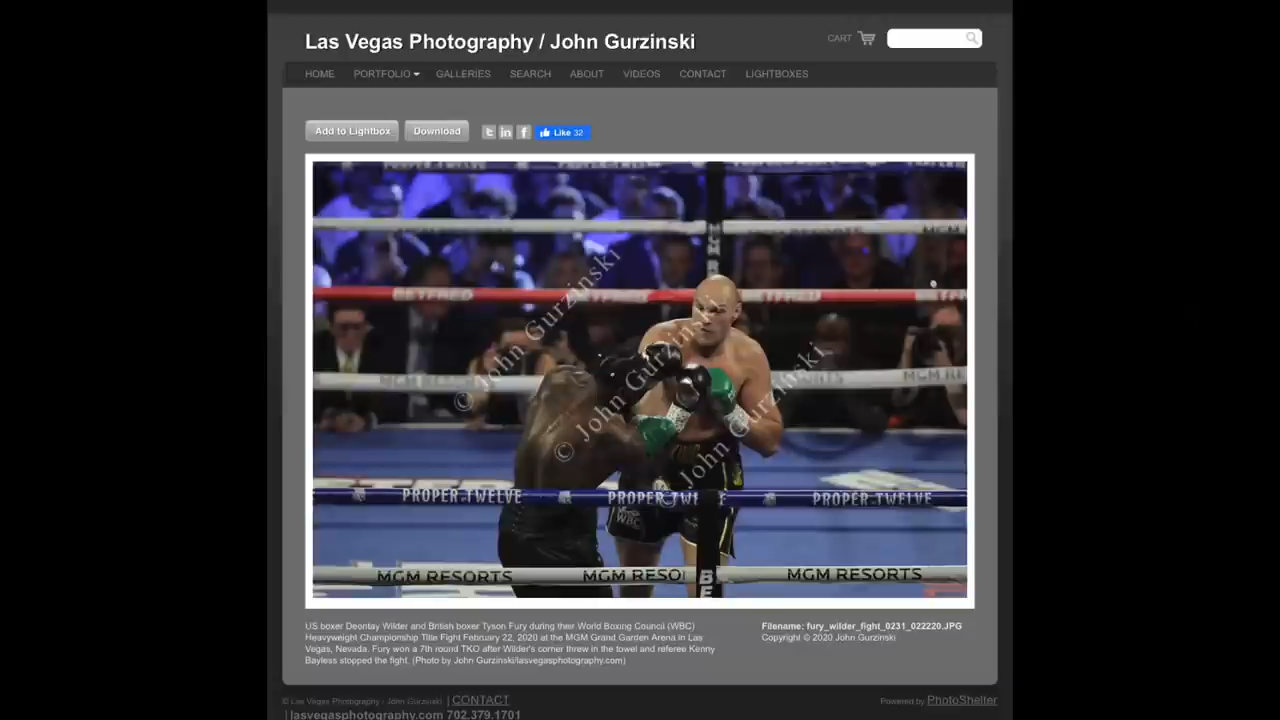 Las Vegas Photography / John Gurzinski
CART
HOME PORTFOLIO GALLERIES SEARCH ABOUT VIDEOS CONTACT LIGHTBOXES
Add to Lightbox Download Like 32
MGM RESORTS
BETFRED
© John Gurzinski
© John Gurzinski
© John Gurzinski
WBC
PROPER TWELVE PROPER TWE PROPER TWELVE
MGM RESORTS MGM RESO MGM RESORTS
US boxer Deontay Wilder and British boxer Tyson Fury during their World Boxing Council (WBC)
Heavyweight Championship Title Fight February 22, 2020 at the MGM Grand Garden Arena in Las
Vegas, Nevada. Fury won a 7th round TKO after Wilder's corner threw in the towel and referee Kenny
Bayless stopped the fight. (Photo by John Gurzinski/lasvegasphotography.com)
Filename: fury_wilder_fight_0231_022220.JPG
Copyright © 2020 John Gurzinski
© Las Vegas Photography / John Gurzinski | CONTACT
| lasvegasphotography.com 702.379.1701
Powered by PhotoShelter